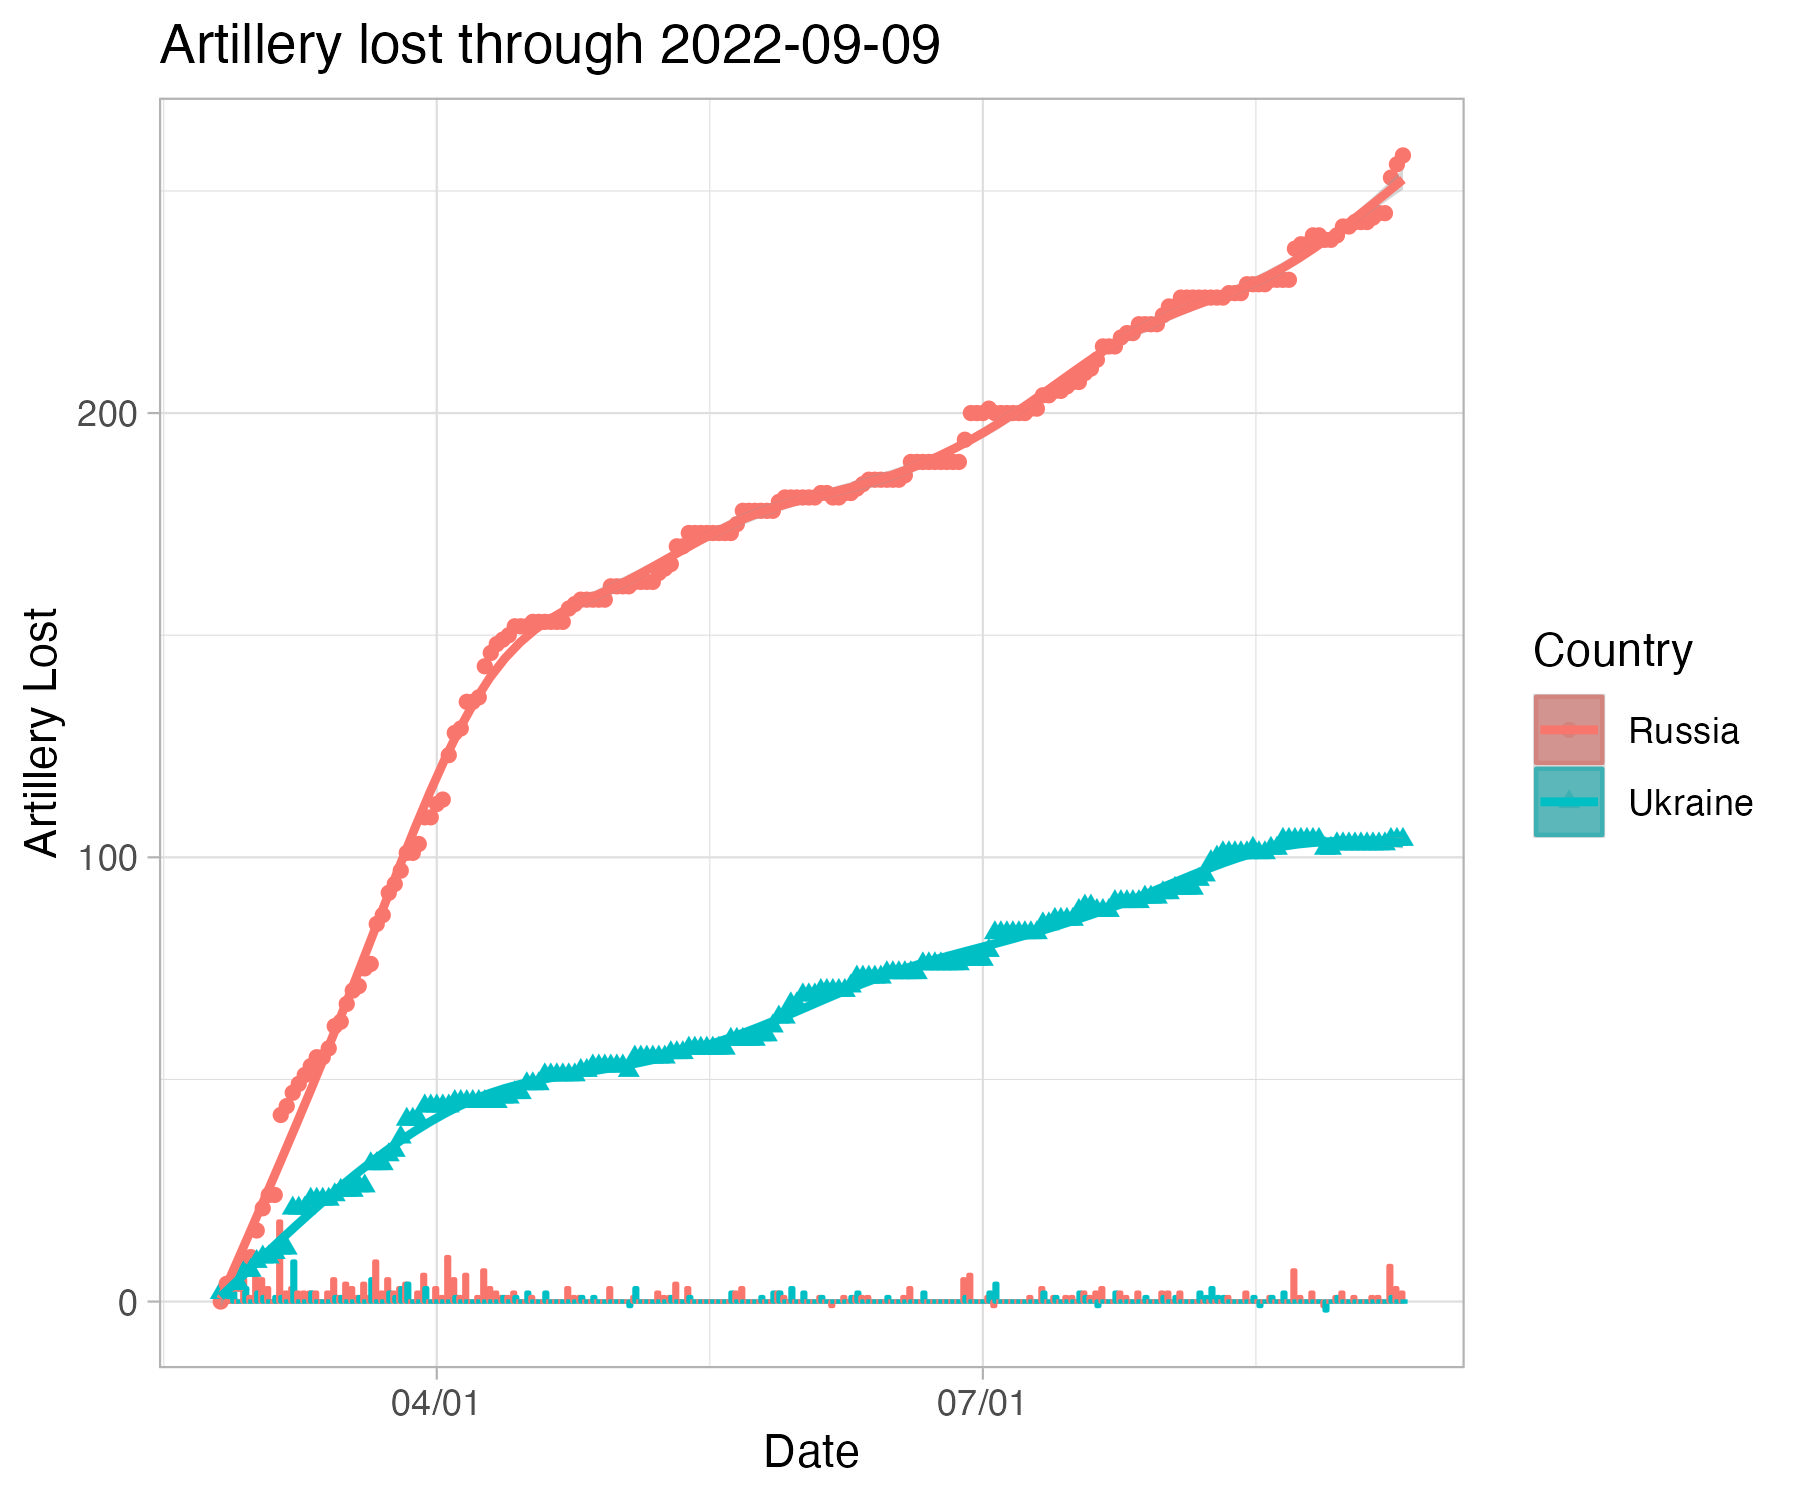 Artillery lost through 2022-09-09
Artillery Lost
200
100
0
04/01
07/01
Date
Country
Russia
Ukraine